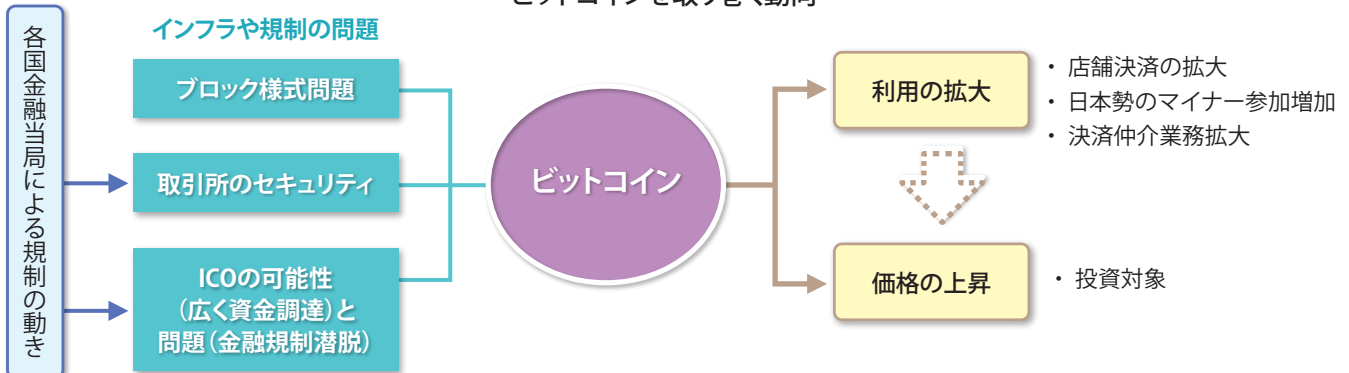 各国金融当局による規制の動き
インフラや規制の問題
ブロック様式問題
取引所のセキュリティ
ICOの可能性
（広く資金調達）と
問題（金融規制潜脱）
ビットコイン
利用の拡大
・ 店舗決済の拡大
・ 日本勢のマイナー参加増加
・ 決済仲介業務拡大
価格の上昇
・ 投資対象